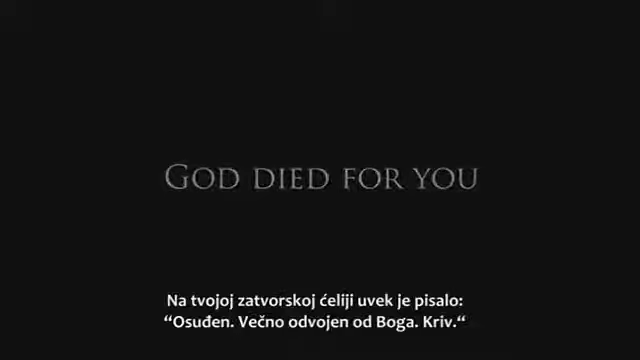 GOD DIED FOR YOU
Na tvojoj zatvorskoj ćeliji uvek je pisalo:
“Osuđen. Večno odvojen od Boga. Kriv.“